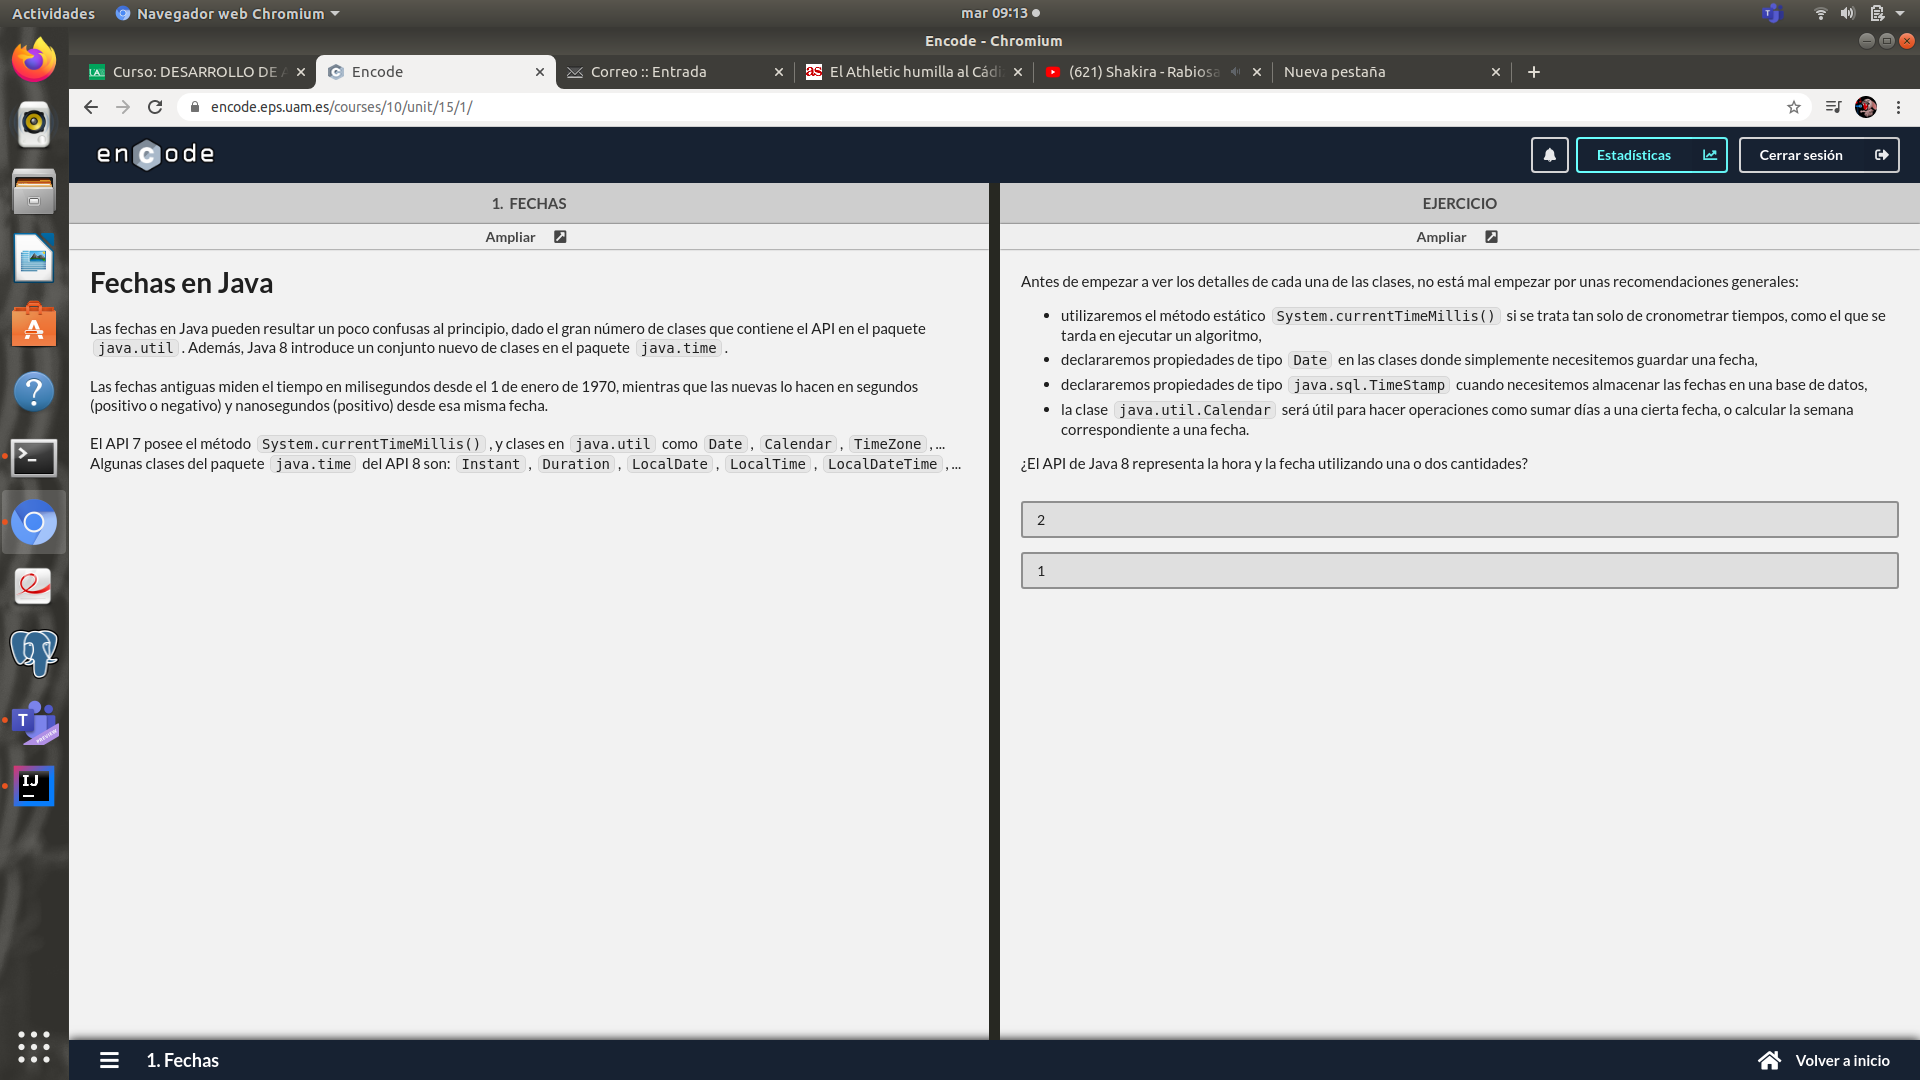 Actividades
Navegador web Chromium
mar 09:13
Encode - Chromium
Curso: DESARROLLO DE A
Encode
Correo :: Entrada
El Athletic humilla al Cádi
(621) Shakira - Rabiosa
Nueva pestaña
encode.eps.uam.es/courses/10/unit/15/1/
encode
Estadísticas
Cerrar sesión
1. FECHAS
Ampliar
Fechas en Java
Las fechas en Java pueden resultar un poco confusas al principio, dado el gran número de clases que contiene el API en el paquete
java.util. Además, Java 8 introduce un conjunto nuevo de clases en el paquete java.time.
Las fechas antiguas miden el tiempo en milisegundos desde el 1 de enero de 1970, mientras que las nuevas lo hacen en segundos
(positivo o negativo) y nanosegundos (positivo) desde esa misma fecha.
El API 7 posee el método System.currentTimeMillis(), y clases en java.util como Date, Calendar, TimeZone, ...
Algunas clases del paquete java.time del API 8 son: Instant, Duration, LocalDate, LocalTime, LocalDateTime, ...
EJERCICIO
Ampliar
Antes de empezar a ver los detalles de cada una de las clases, no está mal empezar por unas recomendaciones generales:
• utilizaremos el método estático System.currentTimeMillis() si se trata tan solo de cronometrar tiempos, como el que se
tarda en ejecutar un algoritmo,
• declararemos propiedades de tipo Date en las clases donde simplemente necesitemos guardar una fecha,
• declararemos propiedades de tipo java.sql.TimeStamp cuando necesitemos almacenar las fechas en una base de datos,
• la clase java.util.Calendar será útil para hacer operaciones como sumar días a una cierta fecha, o calcular la semana
correspondiente a una fecha.
¿El API de Java 8 representa la hora y la fecha utilizando una o dos cantidades?
2
1
1. Fechas
Volver a inicio